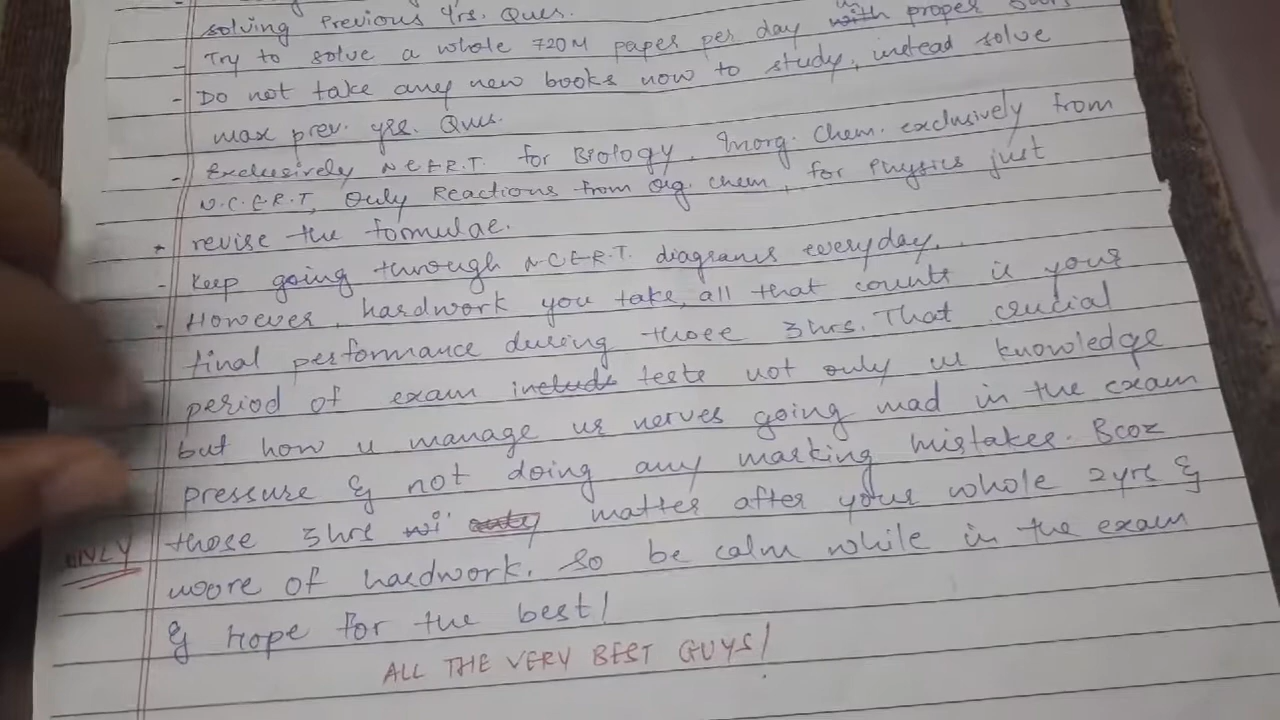 solving Previous Yrs. Ques.
- Try to solve a whole 720M paper per day with proper
- Do not take any new books now to study, instead solve
max prev. yrs. Ques.
- Exclusively N.C.E.R.T. for Biology, Inorg. Chem. exclusively from
N.C.E.R.T, Only Reactions from Org. chem, for Physics just
revise the formulae.
- Keep going through N.C.E.R.T. diagrams everyday.
- However, hardwork you take, all that counts is your
final performance during those 3hrs. That crucial
period of exam include tests not only ur knowledge
but how u manage ur nerves going mad in the exam
pressure & not doing any marking mistakes. Bcoz
ONLY those 3hrs wi only matter after your whole 2yrs &
more of hardwork. So be calm while in the exam
& Hope for the best!
ALL THE VERY BEST GUYS!